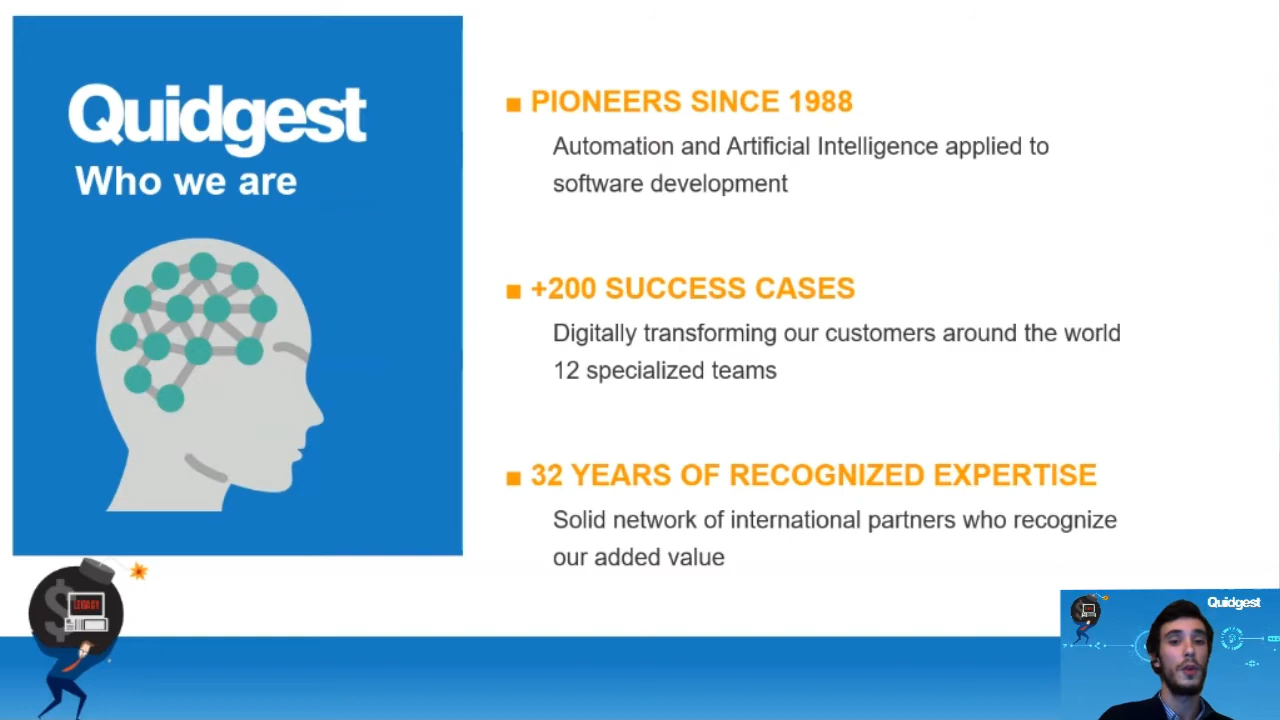 Quidgest
Who we are
■ PIONEERS SINCE 1988
Automation and Artificial Intelligence applied to
software development
■ +200 SUCCESS CASES
Digitally transforming our customers around the world
12 specialized teams
■ 32 YEARS OF RECOGNIZED EXPERTISE
Solid network of international partners who recognize
our added value
$
LEGACY
Quidgest